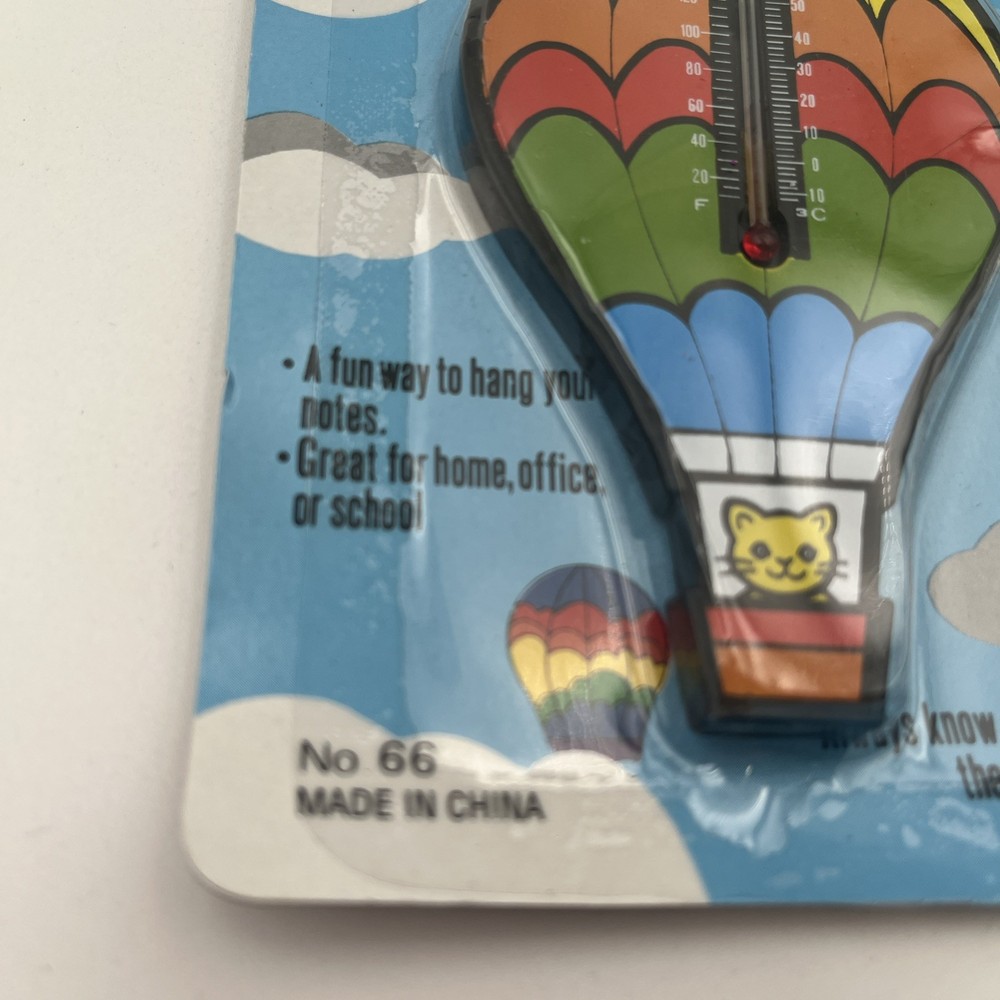 100 40
80 30
60 20
40 10
20 0
10
F C
• A fun way to hang your
notes.
• Great for home, office,
or school
know
the
No 66
MADE IN CHINA